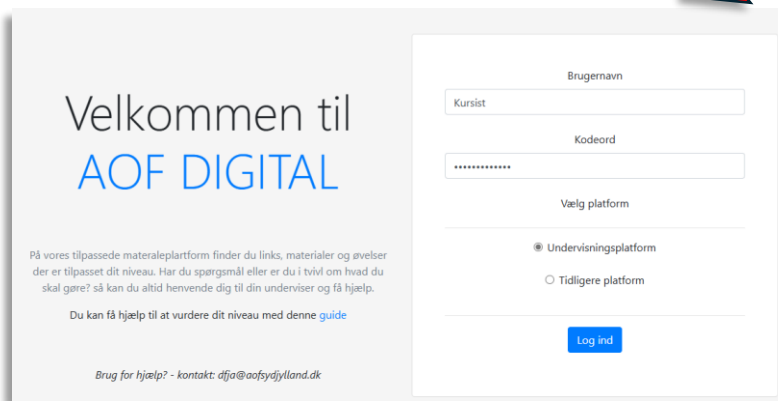 Velkommen til
AOF DIGITAL
På vores tilpassede materaleplartform finder du links, materialer og øvelser
der er tilpasset dit niveau. Har du spørgsmål eller er du i tvivl om hvad du
skal gøre? så kan du altid henvende dig til din underviser og få hjælp.
Du kan få hjælp til at vurdere dit niveau med denne guide
Brug for hjælp? - kontakt: dfja@aofsydjylland.dk
Brugernavn
Kursist
Kodeord
•••••••••••••
Vælg platform
Undervisningsplatform
Tidligere platform
Log ind